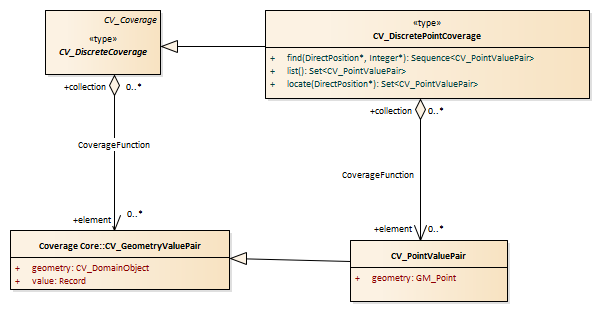 CV_Coverage
«type»
CV_DiscreteCoverage
«type»
CV_DiscretePointCoverage
+ find(DirectPosition*, Integer*): Sequence<CV_PointValuePair>
+ list(): Set<CV_PointValuePair>
+ locate(DirectPosition*): Set<CV_PointValuePair>
+collection 0..*
+collection 0..*
CoverageFunction
CoverageFunction
+element 0..*
+element 0..*
Coverage Core::CV_GeometryValuePair
+ geometry: CV_DomainObject
+ value: Record
CV_PointValuePair
+ geometry: GM_Point